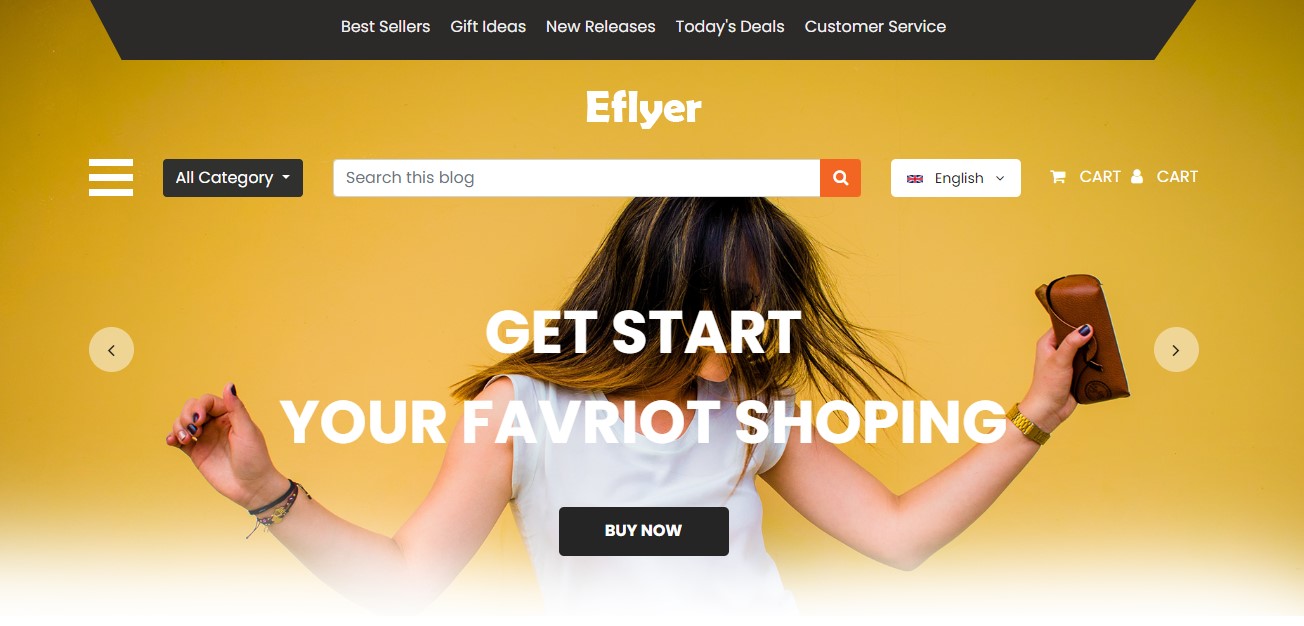 Best Sellers Gift Ideas New Releases Today's Deals Customer Service
Eflyer
All Category Search this blog English CART CART
GET START
YOUR FAVRIOT SHOPING
BUY NOW